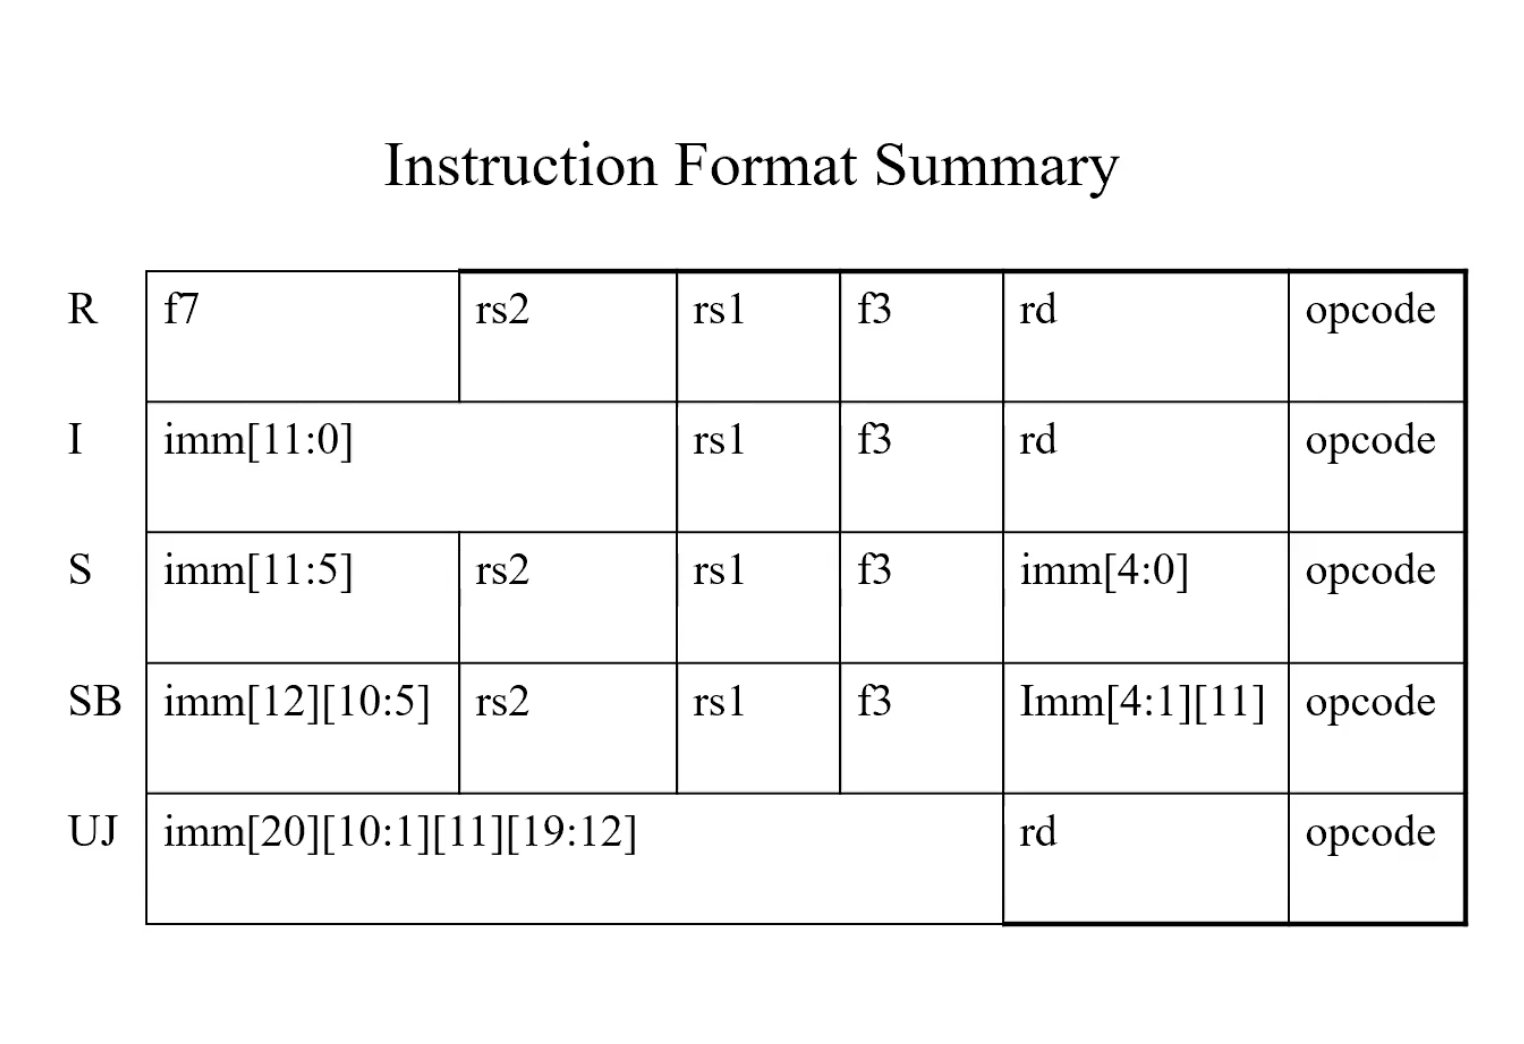 Instruction Format Summary
R f7 rs2 rs1 f3 rd opcode
I imm[11:0] rs1 f3 rd opcode
S imm[11:5] rs2 rs1 f3 imm[4:0] opcode
SB imm[12][10:5] rs2 rs1 f3 Imm[4:1][11] opcode
UJ imm[20][10:1][11][19:12] rd opcode